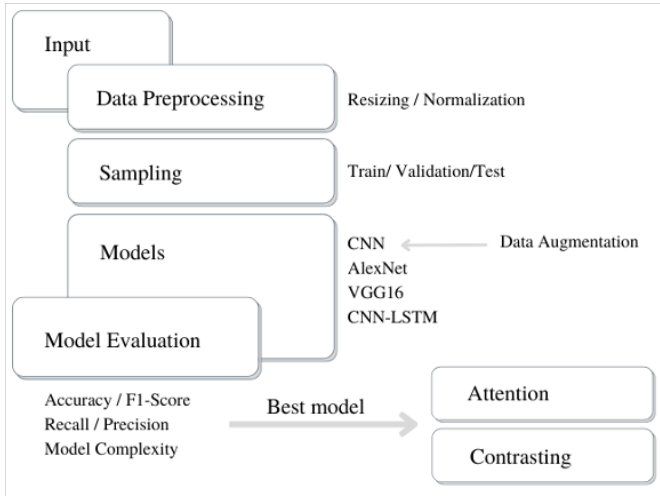 Input
Data Preprocessing
Resizing / Normalization
Sampling
Train/ Validation/Test
Models
CNN
Data Augmentation
AlexNet
VGG16
CNN-LSTM
Model Evaluation
Accuracy / F1-Score
Recall / Precision
Model Complexity
Best model
Attention
Contrasting